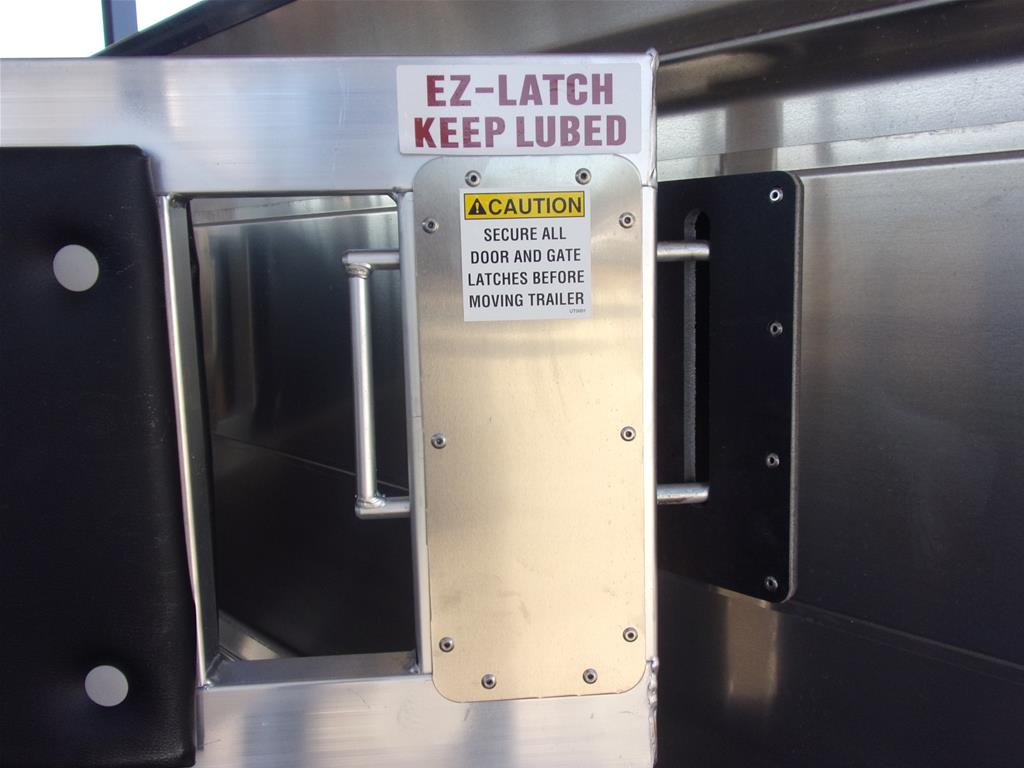 EZ-LATCH
KEEP LUBED
CAUTION
SECURE ALL
DOOR AND GATE
LATCHES BEFORE
MOVING TRAILER